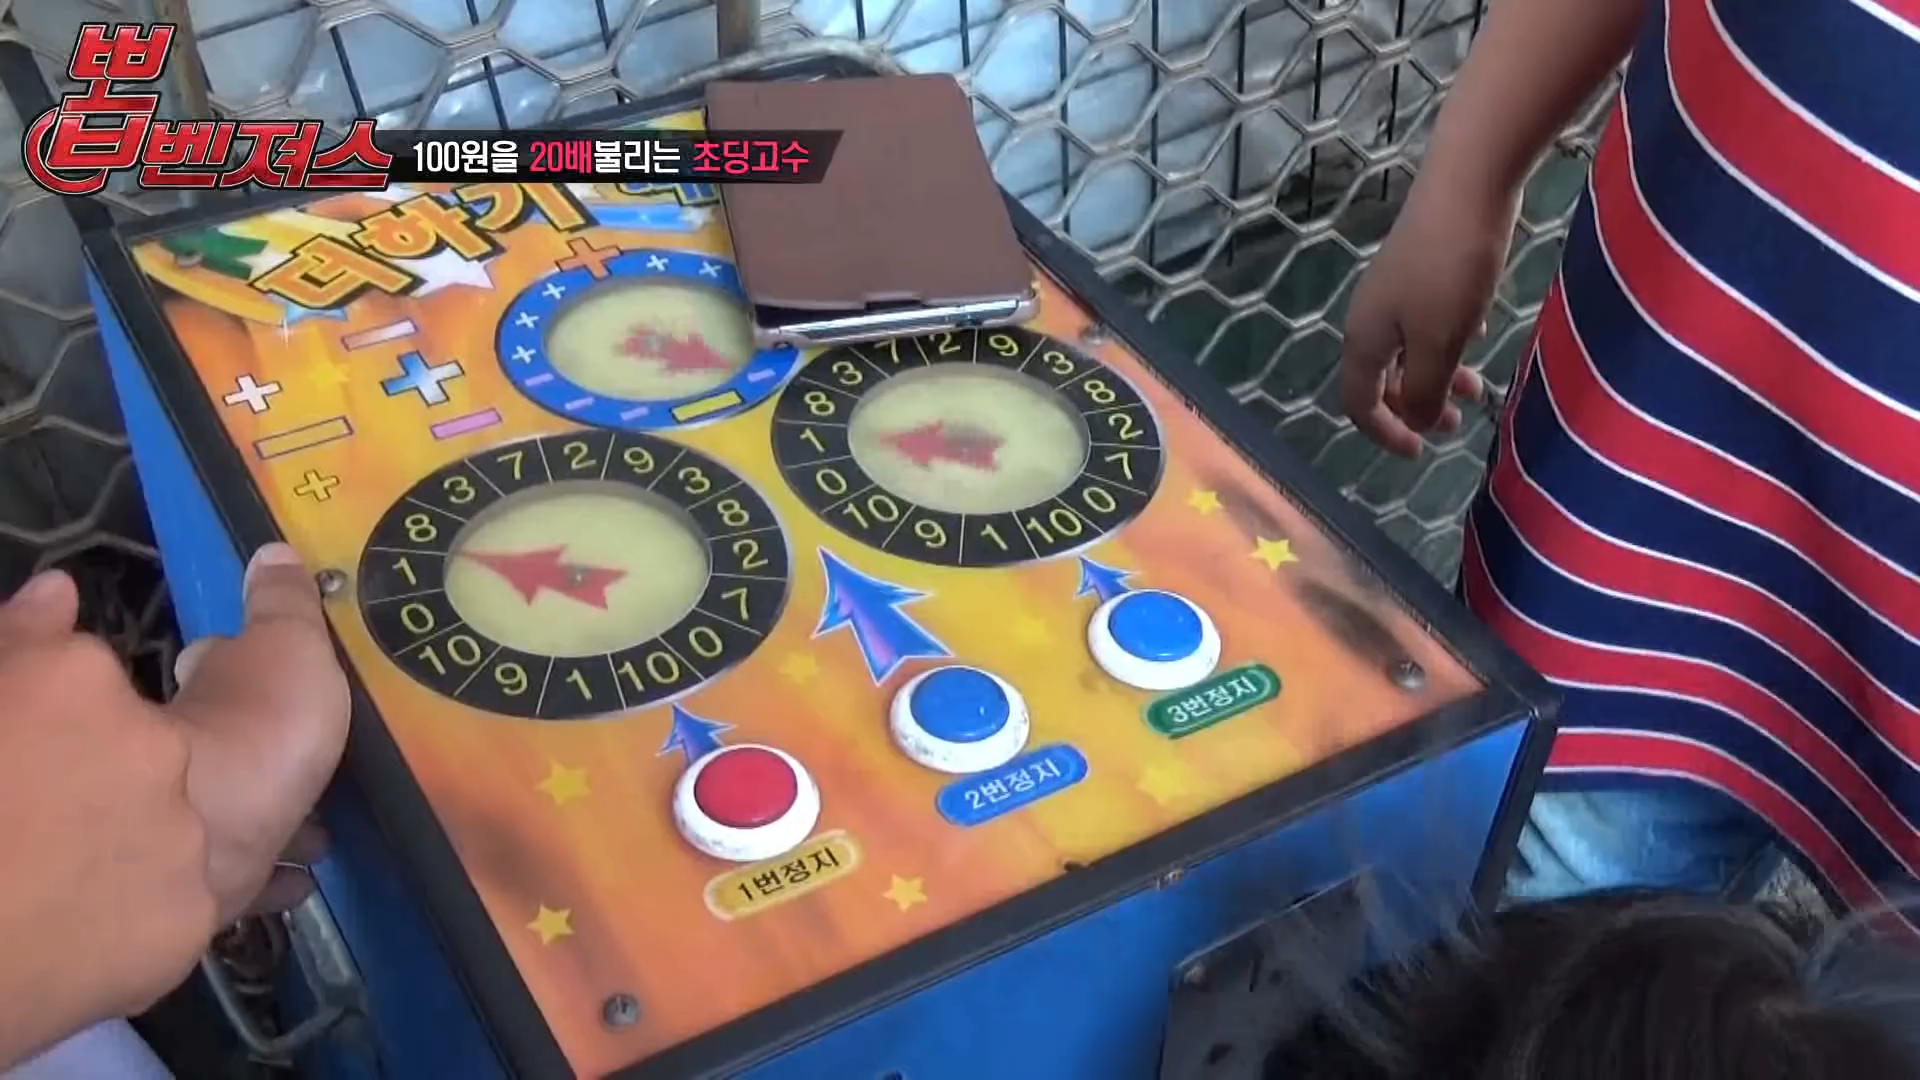 뽑벤져스
100원을 20배불리는 초딩고수
더하기
7 2 9 3 8 2 7 0 10 1 9 10 0 1 8 3
7 2 9 3 8 2 7 0 10 1 9 10 0 1 8 3
1번정지
2번정지
3번정지